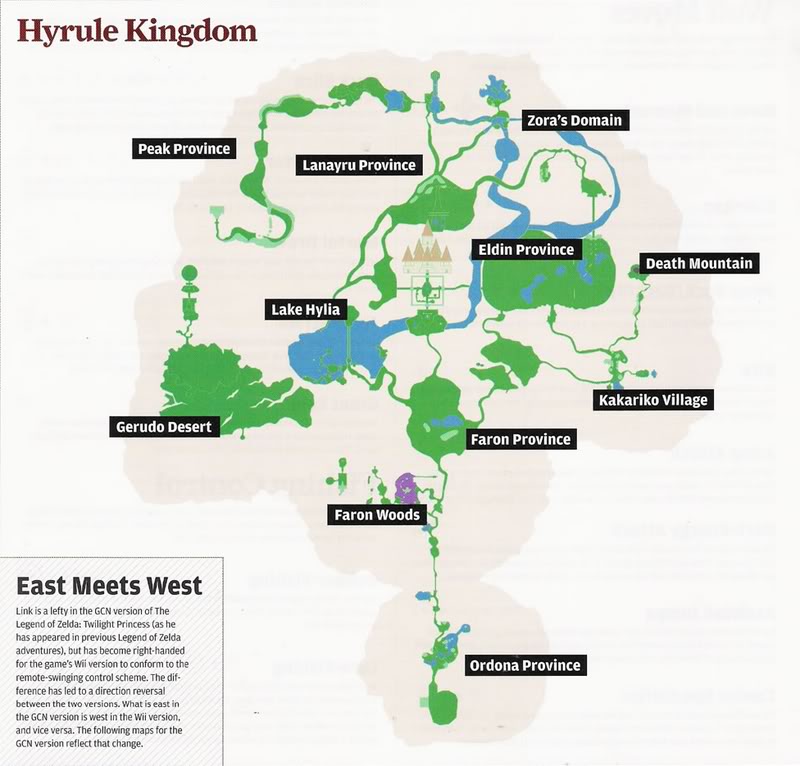 Hyrule Kingdom
Zora's Domain
Peak Province
Lanayru Province
Eldin Province
Death Mountain
Lake Hylia
Kakariko Village
Gerudo Desert
Faron Province
Faron Woods
Ordona Province
East Meets West
Link is a lefty in the GCN version of The
Legend of Zelda: Twilight Princess (as he
has appeared in previous Legend of Zelda
adventures), but has become right-handed
for the game's Wii version to conform to the
remote-swinging control scheme. The dif-
ference has led to a direction reversal
between the two versions. What is east in
the GCN version is west in the Wii version,
and vice versa. The following maps for the
GCN version reflect that change.